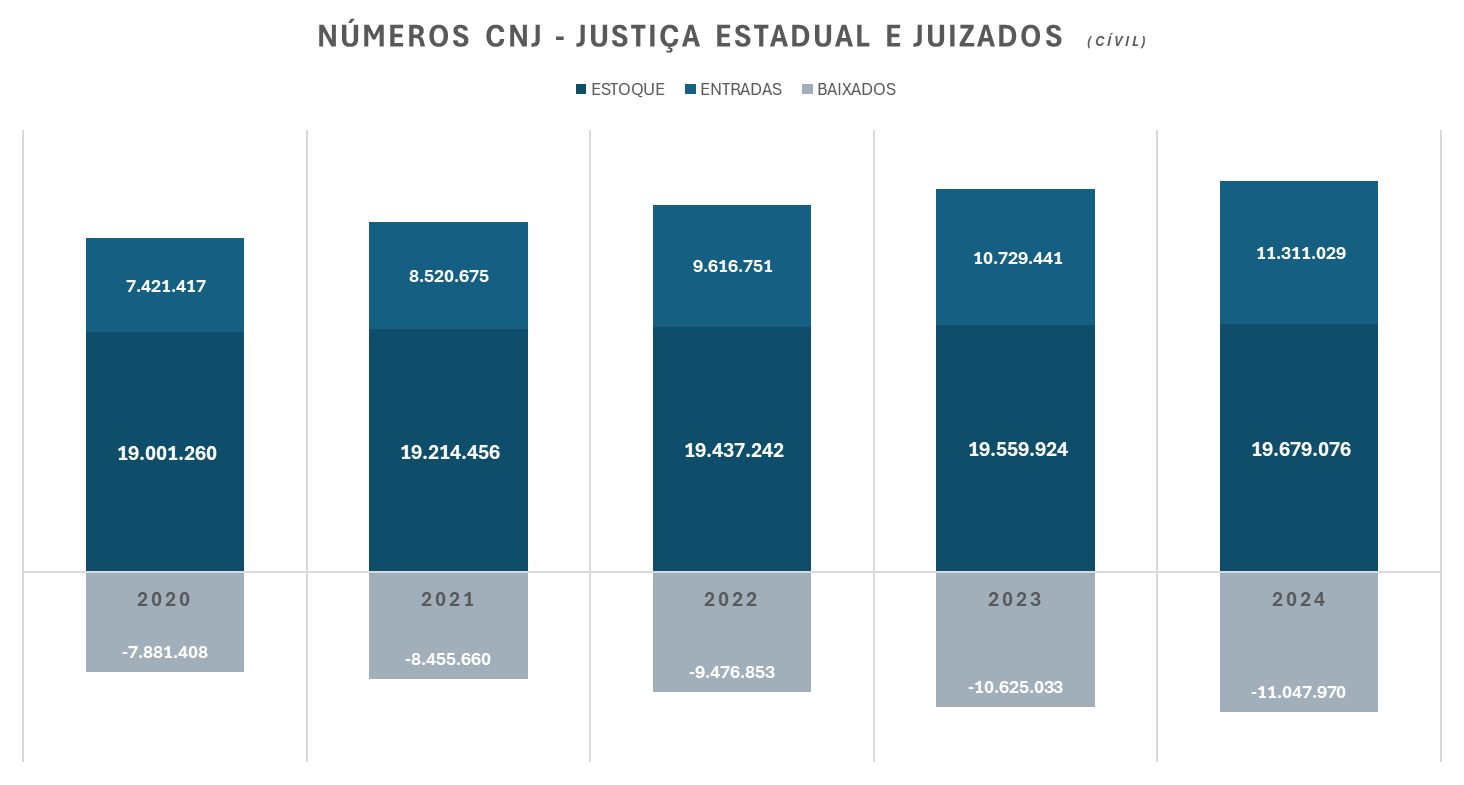 NÚMEROS CNJ - JUSTIÇA ESTADUAL E JUIZADOS (CÍVIL)
ESTOQUE ENTRADAS BAIXADOS
7.421.417 8.520.675 9.616.751 10.729.441 11.311.029
19.001.260 19.214.456 19.437.242 19.559.924 19.679.076
2020 2021 2022 2023 2024
-7.881.408 -8.455.660 -9.476.853 -10.625.033 -11.047.970